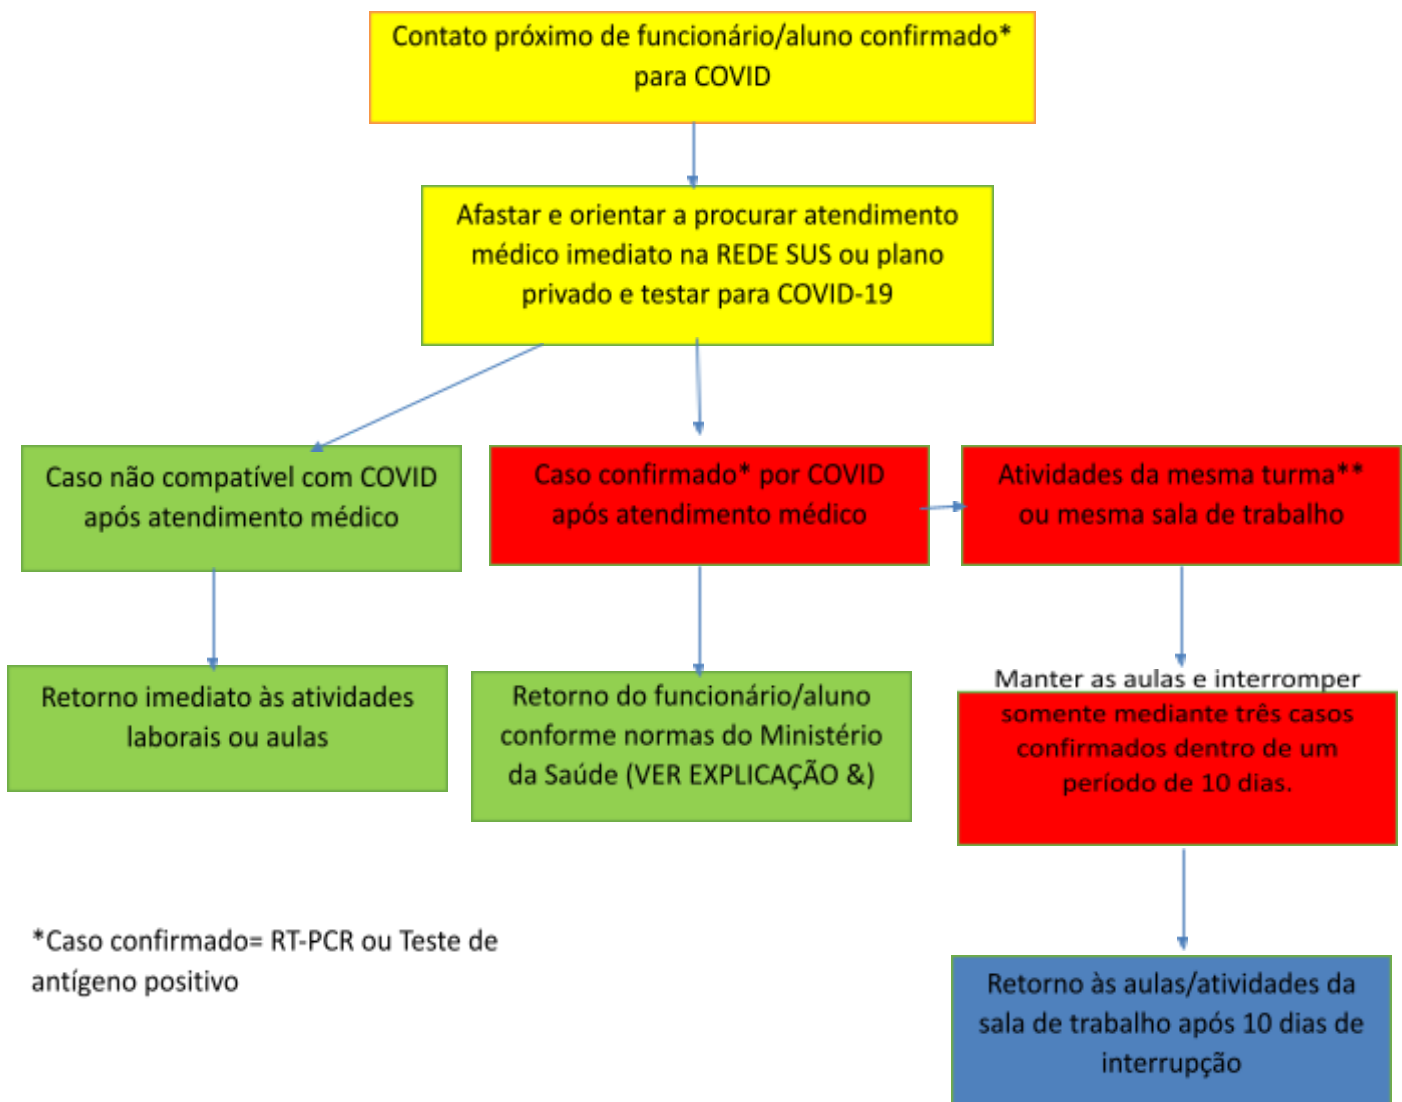 Contato próximo de funcionário/aluno confirmado*
para COVID
Afastar e orientar a procurar atendimento
médico imediato na REDE SUS ou plano
privado e testar para COVID-19
Caso não compatível com COVID
após atendimento médico
Caso confirmado* por COVID
após atendimento médico
Atividades da mesma turma**
ou mesma sala de trabalho
Retorno imediato às atividades
laborais ou aulas
Retorno do funcionário/aluno
conforme normas do Ministério
da Saúde (VER EXPLICAÇÃO &)
Manter as aulas e interromper
somente mediante três casos
confirmados dentro de um
período de 10 dias.
*Caso confirmado= RT-PCR ou Teste de
antígeno positivo
Retorno às aulas/atividades da
sala de trabalho após 10 dias de
interrupção